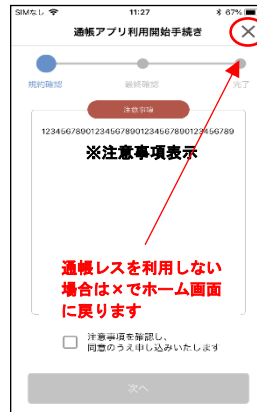 SIMなし 11:27 67%
通帳アプリ利用開始手続き
規約確認 最終確認 完了
注意事項
123456789012345678901234567890123456789
※注意事項表示
通帳レスを利用しない
場合は×でホーム画面
に戻ります
注意事項を確認し、
同意のうえ申し込みいたします
次へ